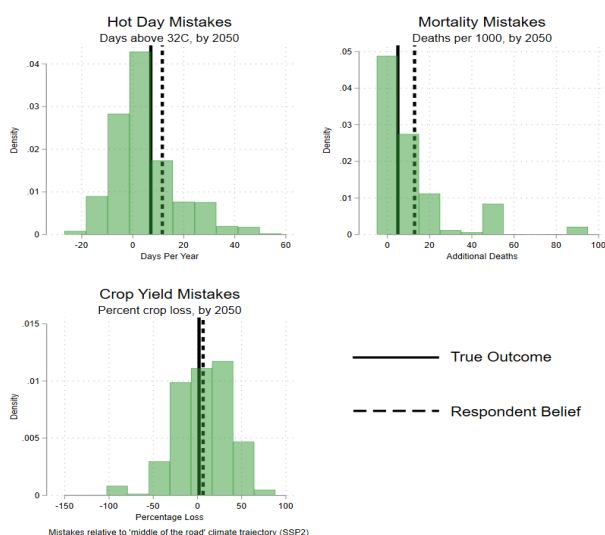 Hot Day Mistakes
Days above 32C, by 2050
Density
.04
.03
.02
.01
0
-20
0
20
40
60
Days Per Year
Mortality Mistakes
Deaths per 1000, by 2050
Density
.05
.04
.03
.02
.01
0
0
20
40
60
80
100
Additional Deaths
Crop Yield Mistakes
Percent crop loss, by 2050
Density
.015
.01
.005
0
-150
-100
-50
0
50
100
Percentage Loss
Mistakes relative to 'middle of the road' climate trajectory (SSP2)
True Outcome
Respondent Belief